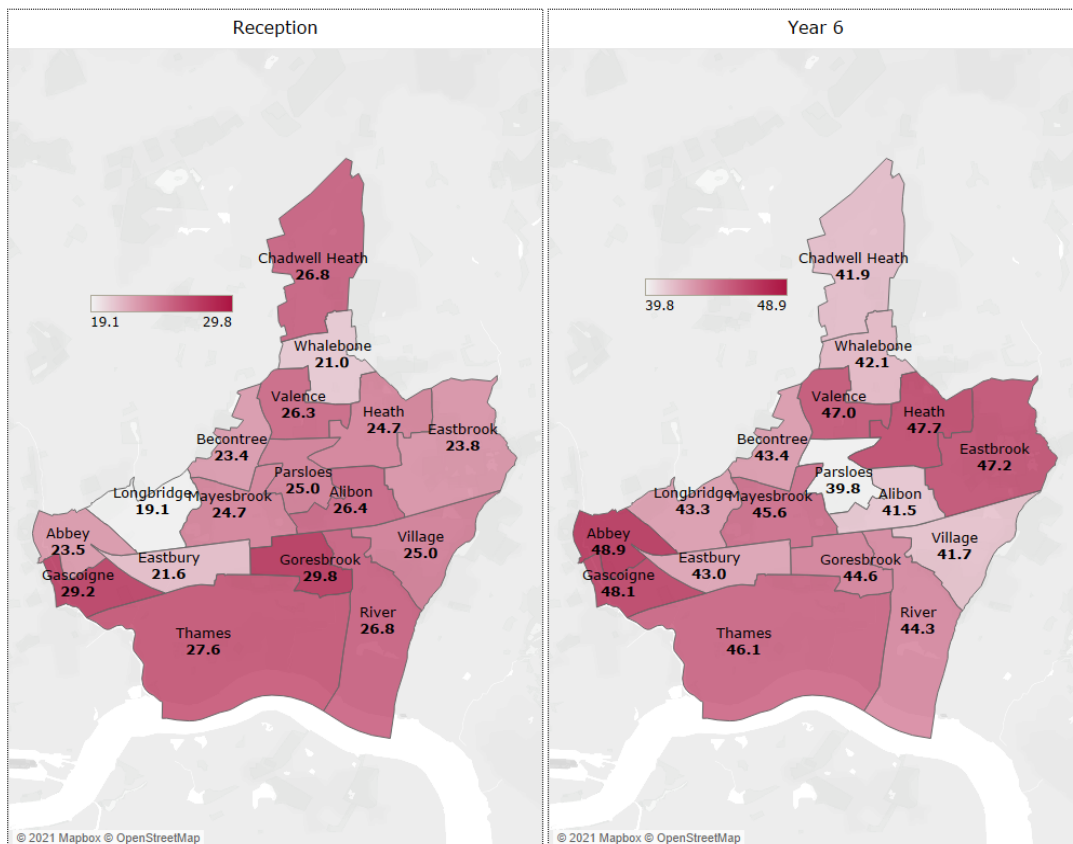 Reception
Chadwell Heath
26.8
19.1 29.8
Whalebone
21.0
Valence
26.3
Heath
24.7
Eastbrook
23.8
Becontree
23.4
Parsloes
25.0
Longbridge
19.1
Mayesbrook
24.7
Alibon
26.4
Abbey
23.5
Village
25.0
Eastbury
21.6
Goresbrook
29.8
Gascoigne
29.2
River
26.8
Thames
27.6
© 2021 Mapbox © OpenStreetMap
Year 6
Chadwell Heath
41.9
39.8 48.9
Whalebone
42.1
Valence
47.0
Heath
47.7
Eastbrook
47.2
Becontree
43.4
Parsloes
39.8
Longbridge
43.3
Mayesbrook
45.6
Alibon
41.5
Abbey
48.9
Village
41.7
Eastbury
43.0
Goresbrook
44.6
Gascoigne
48.1
River
44.3
Thames
46.1
© 2021 Mapbox © OpenStreetMap